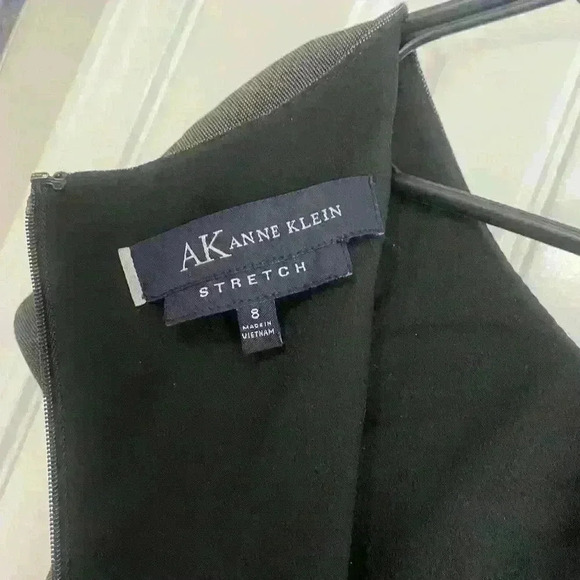 AK ANNE KLEIN
STRETCH
8
MADE IN
VIETNAM